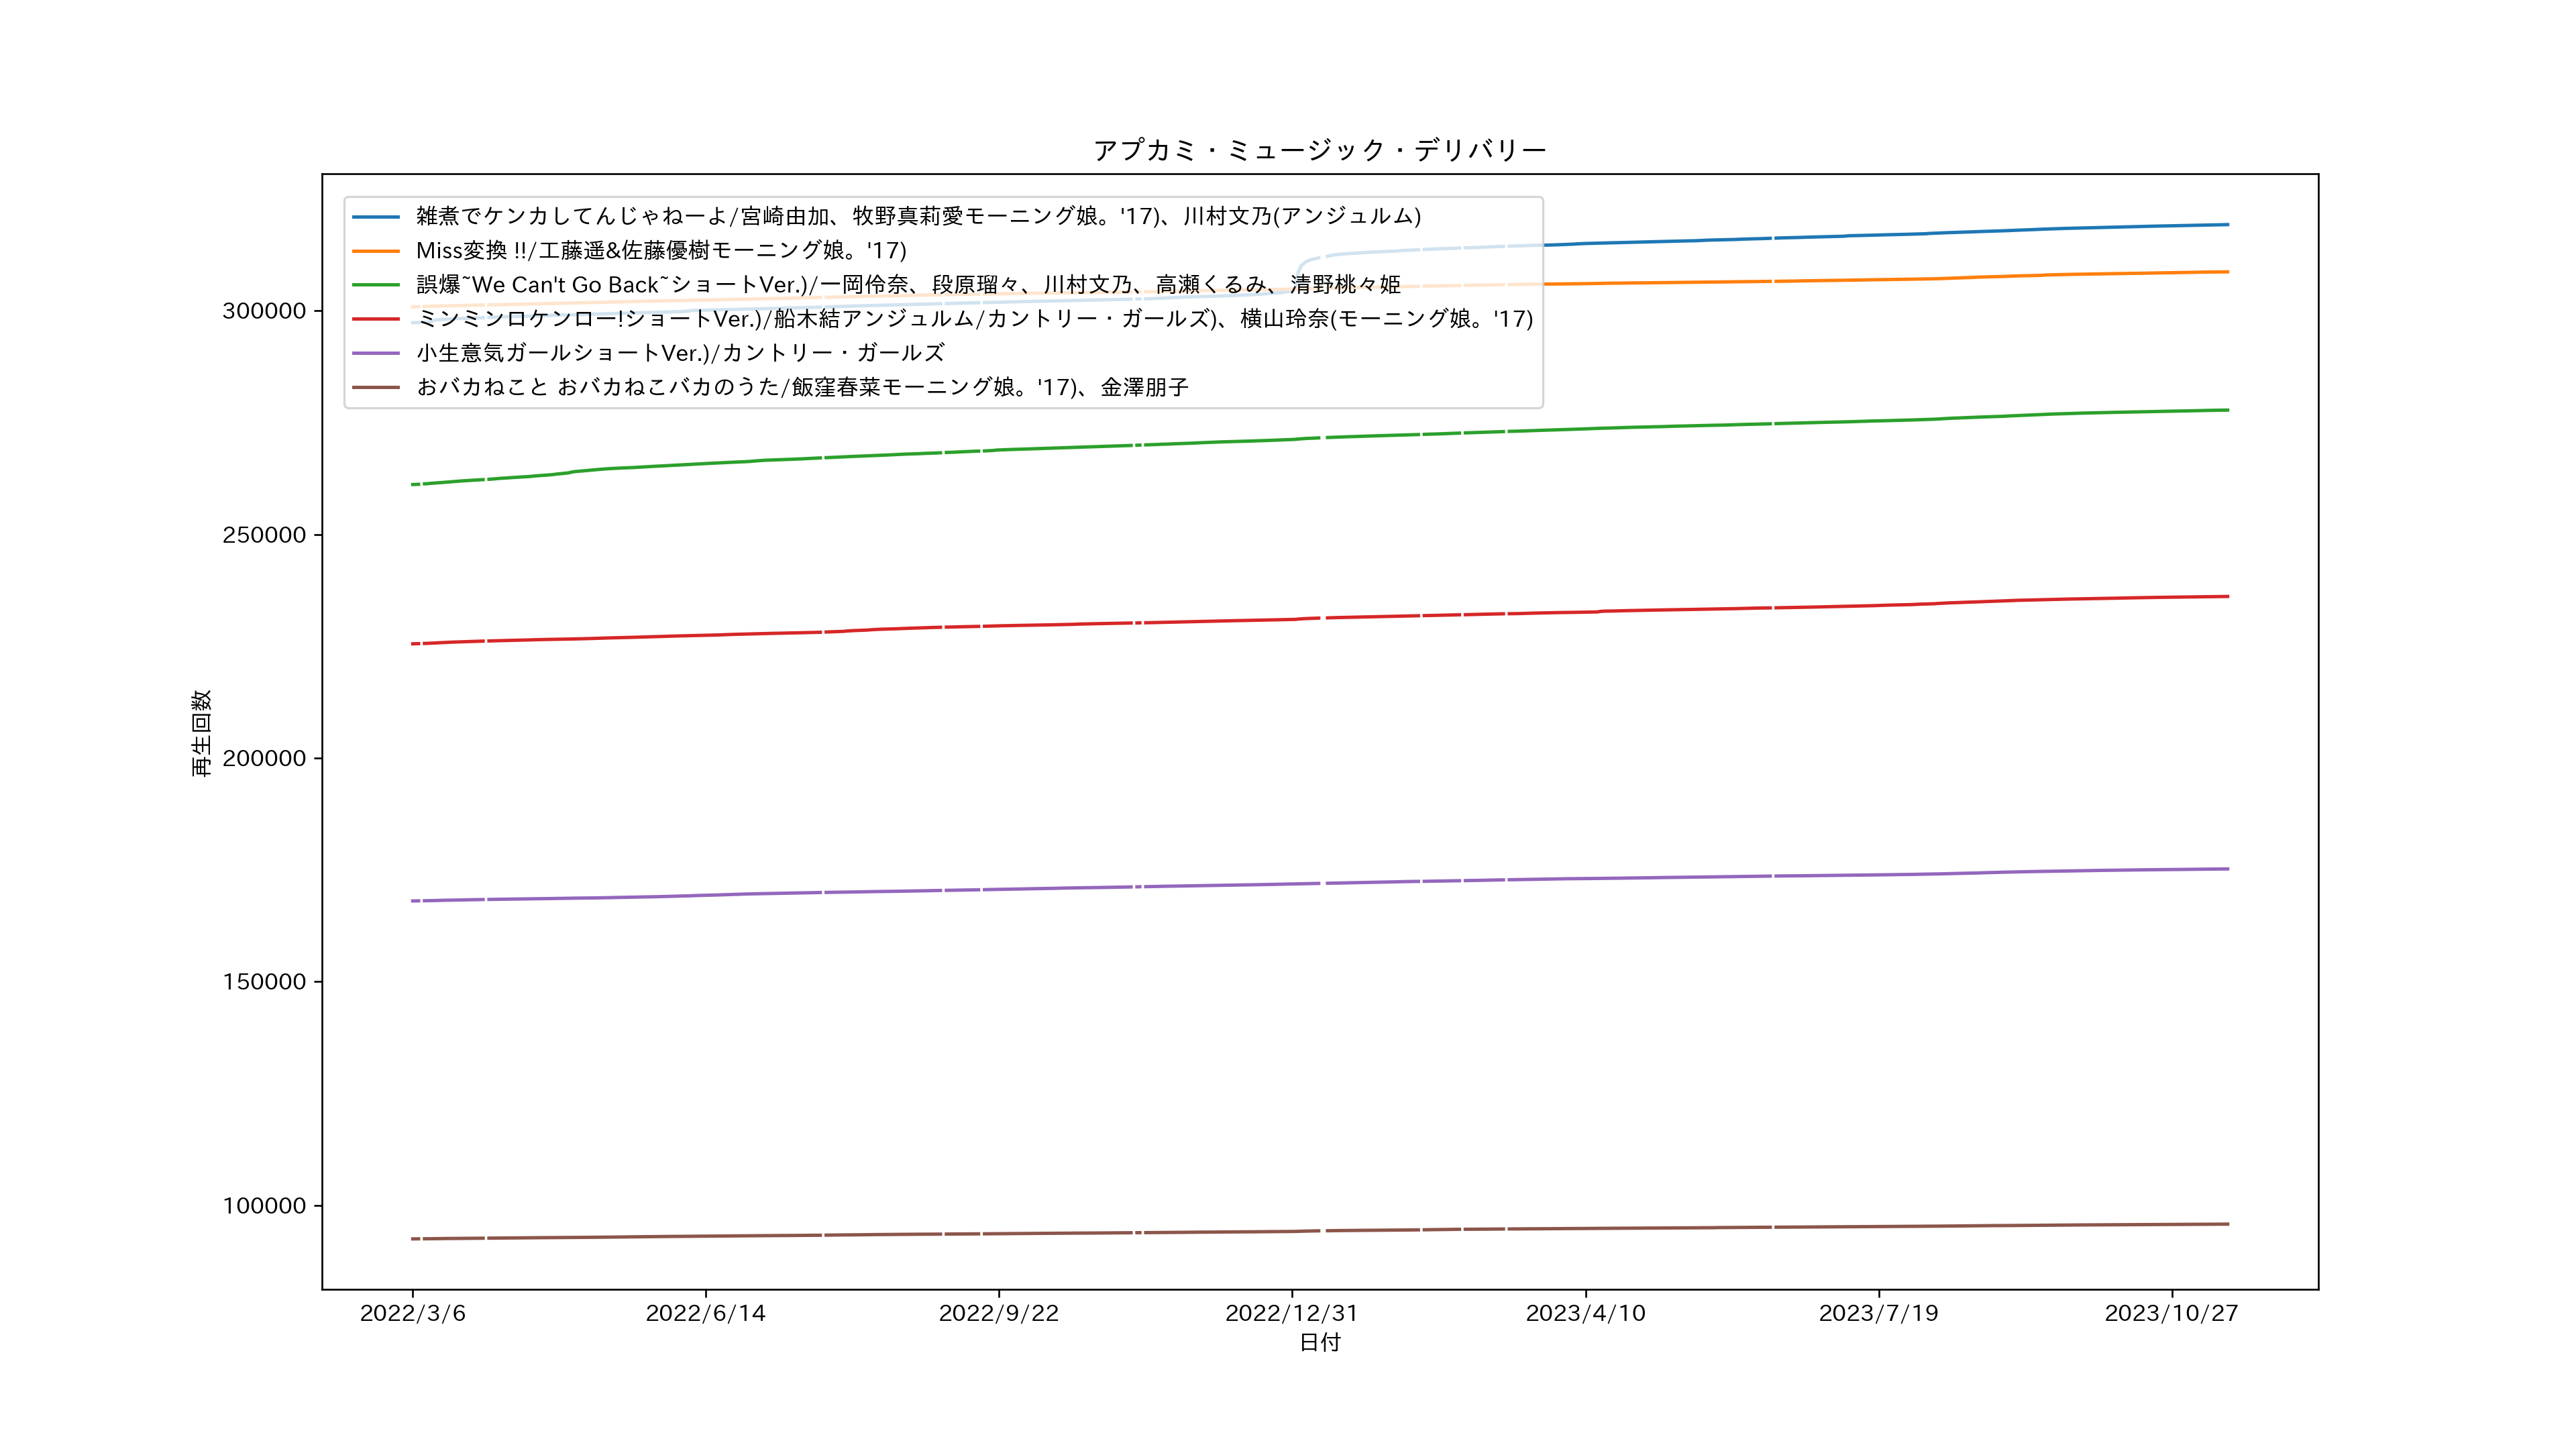 アプカミ・ミュージック・デリバリー
雑煮でケンカしてんじゃねーよ/宮崎由加、牧野真莉愛モーニング娘。'17)、川村文乃(アンジュルム)
Miss変換 !!/工藤遥&佐藤優樹モーニング娘。'17)
誤爆~We Can't Go Back~ショートVer.)/一岡伶奈、段原瑠々、川村文乃、高瀬くるみ、清野桃々姫
ミンミンロケンロー!ショートVer.)/船木結アンジュルム/カントリー・ガールズ)、横山玲奈(モーニング娘。'17)
小生意気ガールショートVer.)/カントリー・ガールズ
おバカねこと おバカねこバカのうた/飯窪春菜モーニング娘。'17)、金澤朋子
300000
250000
200000
150000
100000
再生回数
2022/3/6 2022/6/14 2022/9/22 2022/12/31 2023/4/10 2023/7/19 2023/10/27
日付